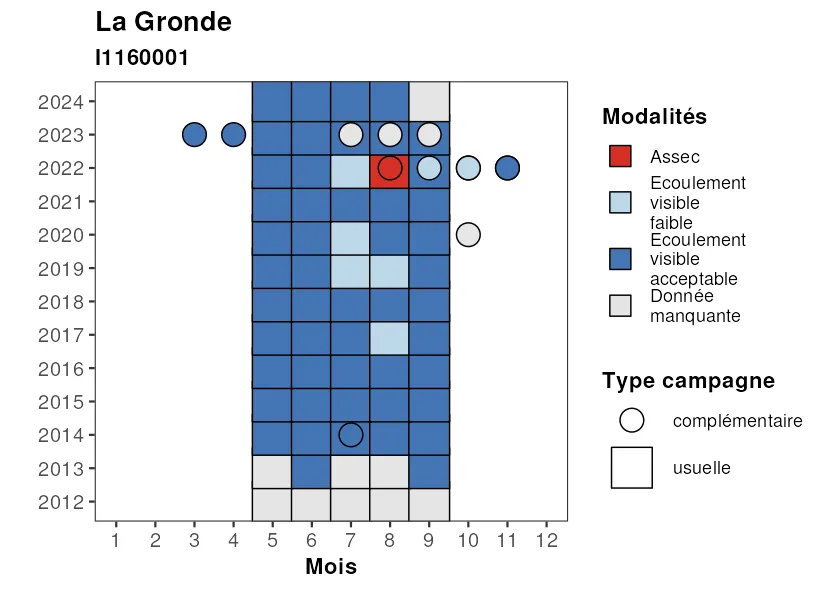 La Gronde
I1160001
2024
2023
2022
2021
2020
2019
2018
2017
2016
2015
2014
2013
2012
1 2 3 4 5 6 7 8 9 10 11 12
Mois
Modalités
Assec
Ecoulement
visible
faible
Ecoulement
visible
acceptable
Donnée
manquante
Type campagne
complémentaire
usuelle